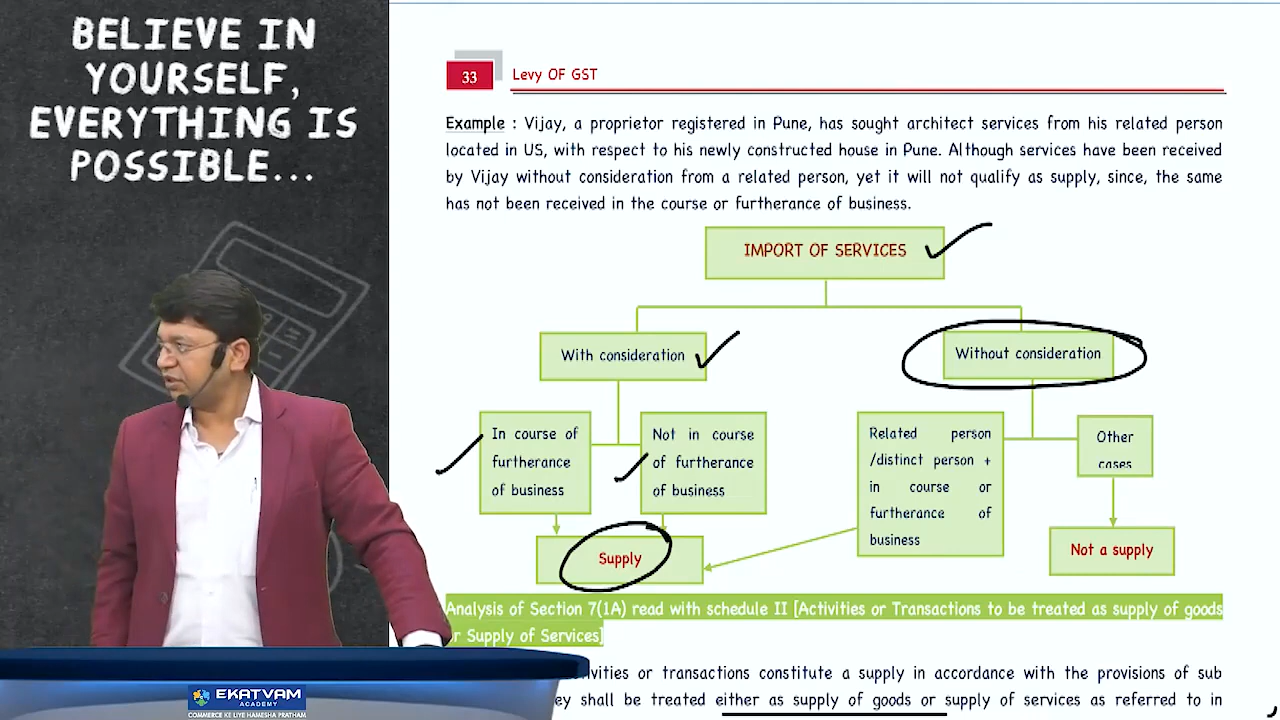 BELIEVE IN
YOURSELF,
EVERYTHING IS
POSSIBLE...
33
Levy OF GST
Example : Vijay, a proprietor registered in Pune, has sought architect services from his related person
located in US, with respect to his newly constructed house in Pune. Although services have been received
by Vijay without consideration from a related person, yet it will not qualify as supply, since, the same
has not been received in the course or furtherance of business.
IMPORT OF SERVICES
With consideration
Without consideration
In course of
furtherance
of business
Not in course
of furtherance
of business
Related person
/distinct person +
in course or
furtherance of
business
Other
cases
Supply
Not a supply
Analysis of Section 7(1A) read with schedule II [Activities or Transactions to be treated as supply of goods
or Supply of Services]
ivities or transactions constitute a supply in accordance with the provisions of sub
ey shall be treated either as supply of goods or supply of services as referred to in
EKATVAM
ACADEMY
COMMERCE KE LIYE HAMESHA PRATHAM